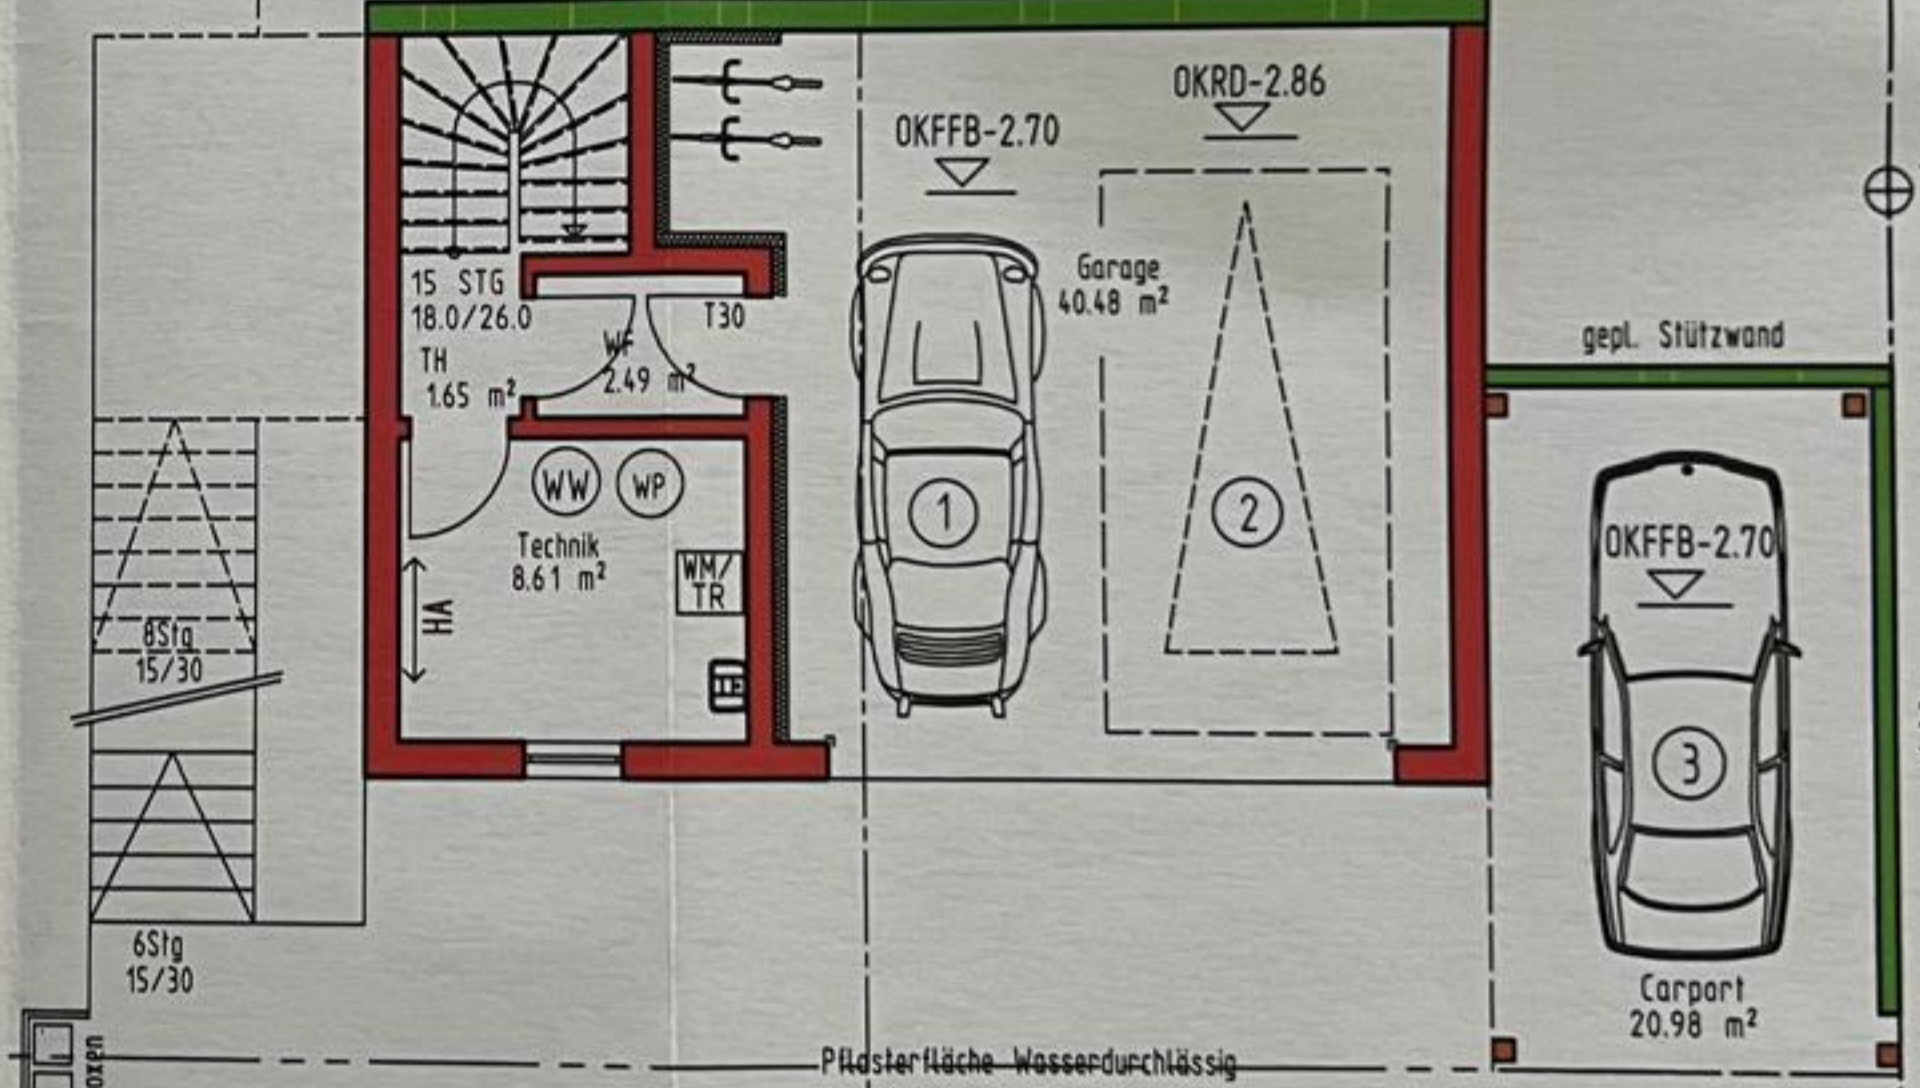 OKRD-2.86
OKFFB-2.70
Garage
40.48 m²
15 STG
18.0/26.0
T30
WF
2.49 m²
TH
1.65 m²
gepl. Stützwand
WW
WP
1
2
OKFFB-2.70
Technik
8.61 m²
WM/
TR
HA
8Stg
15/30
3
6Stg
15/30
Carport
20.98 m²
oxen
Pflasterfläche Wasserdurchlässig